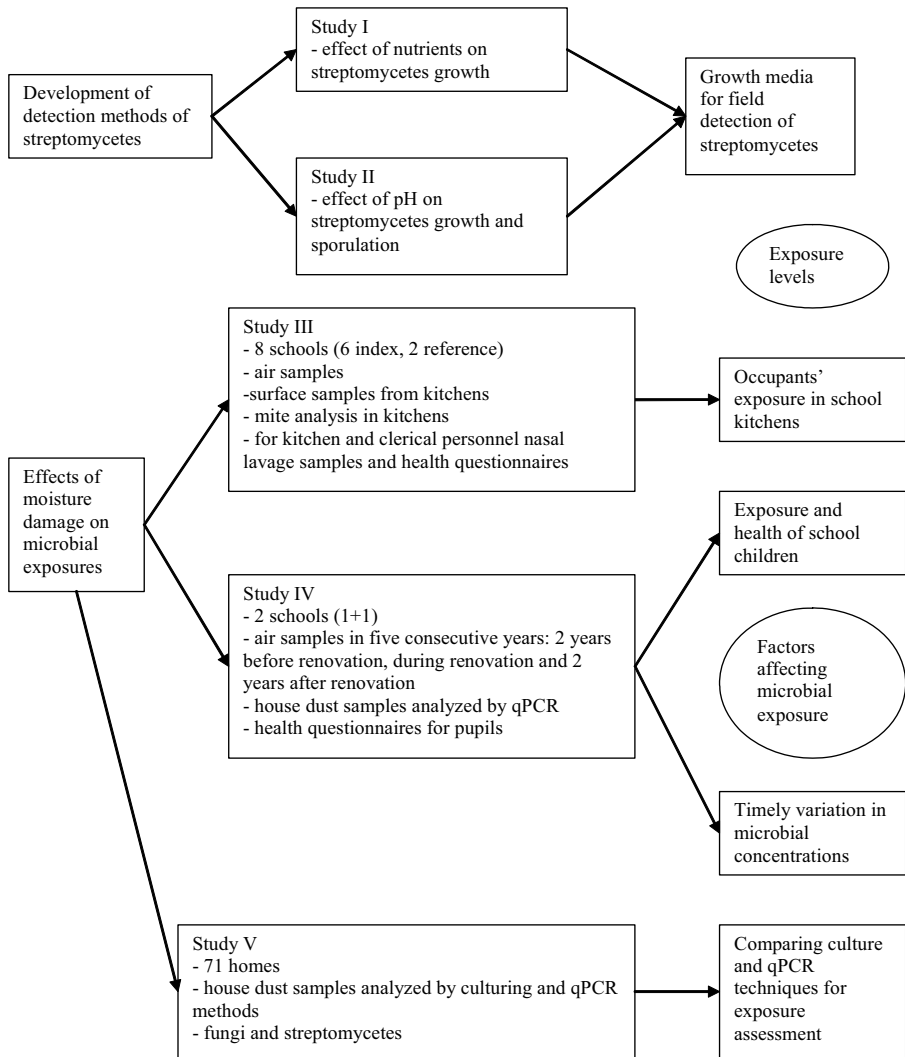 Study I
- effect of nutrients on
streptomycetes growth
Development of
detection methods of
streptomycetes
Growth media
for field
detection of
streptomycetes
Study II
- effect of pH on
streptomycetes growth and
sporulation
Exposure
levels
Study III
- 8 schools (6 index, 2 reference)
- air samples
-surface samples from kitchens
- mite analysis in kitchens
- for kitchen and clerical personnel nasal
lavage samples and health questionnaires
Occupants’
exposure in school
kitchens
Effects of
moisture
damage on
microbial
exposures
Exposure and
health of school
children
Study IV
- 2 schools (1+1)
- air samples in five consecutive years: 2 years
before renovation, during renovation and 2
years after renovation
- house dust samples analyzed by qPCR
- health questionnaires for pupils
Factors
affecting
microbial
exposure
Timely variation in
microbial
concentrations
Study V
- 71 homes
- house dust samples analyzed by culturing and qPCR
methods
- fungi and streptomycetes
Comparing culture
and qPCR
techniques for
exposure
assessment